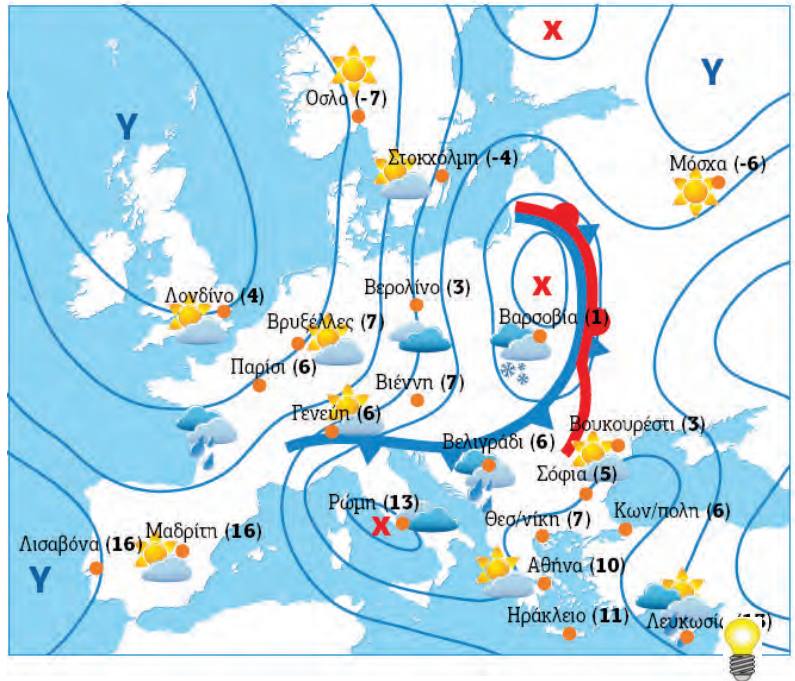 Χ
Υ
Οσλο (-7)
Υ
Στοκχόλμη (-4)
Μόσχα (-6)
Λονδίνο (4)
Βερολίνο (3)
Χ
Βρυξέλλες (7)
Βαρσοβία (1)
Παρίσι (6)
Βιέννη (7)
Γενεύη (6)
Βουκουρέστι (3)
Βελιγράδι (6)
Σόφια (5)
Ρώμη (13)
Χ
Θεσ/νίκη (7)
Κων/πολη (6)
Λισαβόνα (16)
Μαδρίτη (16)
Υ
Αθήνα (10)
Ηράκλειο (11)